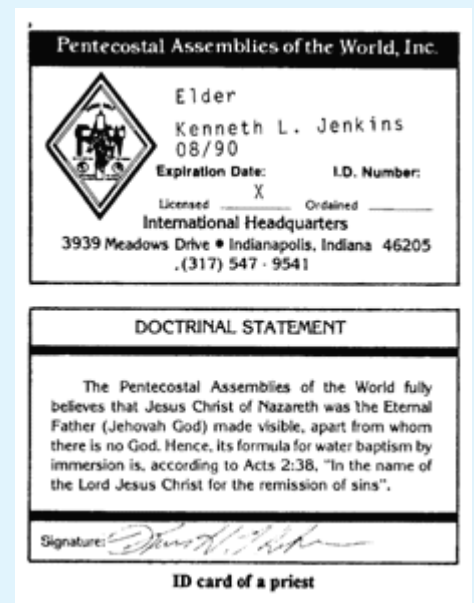 Pentecostal Assemblies of the World, Inc.
Elder
Kenneth L. Jenkins
08/90
Expiration Date: I.D. Number:
X
Licensed ________ Ordained ________
International Headquarters
3939 Meadows Drive • Indianapolis, Indiana 46205
.(317) 547 - 9541
DOCTRINAL STATEMENT
The Pentecostal Assemblies of the World fully
believes that Jesus Christ of Nazareth was the Eternal
Father (Jehovah God) made visible, apart from whom
there is no God. Hence, its formula for water baptism by
immersion is, according to Acts 2:38, "In the name of
the Lord Jesus Christ for the remission of sins".
Signature:
ID card of a priest